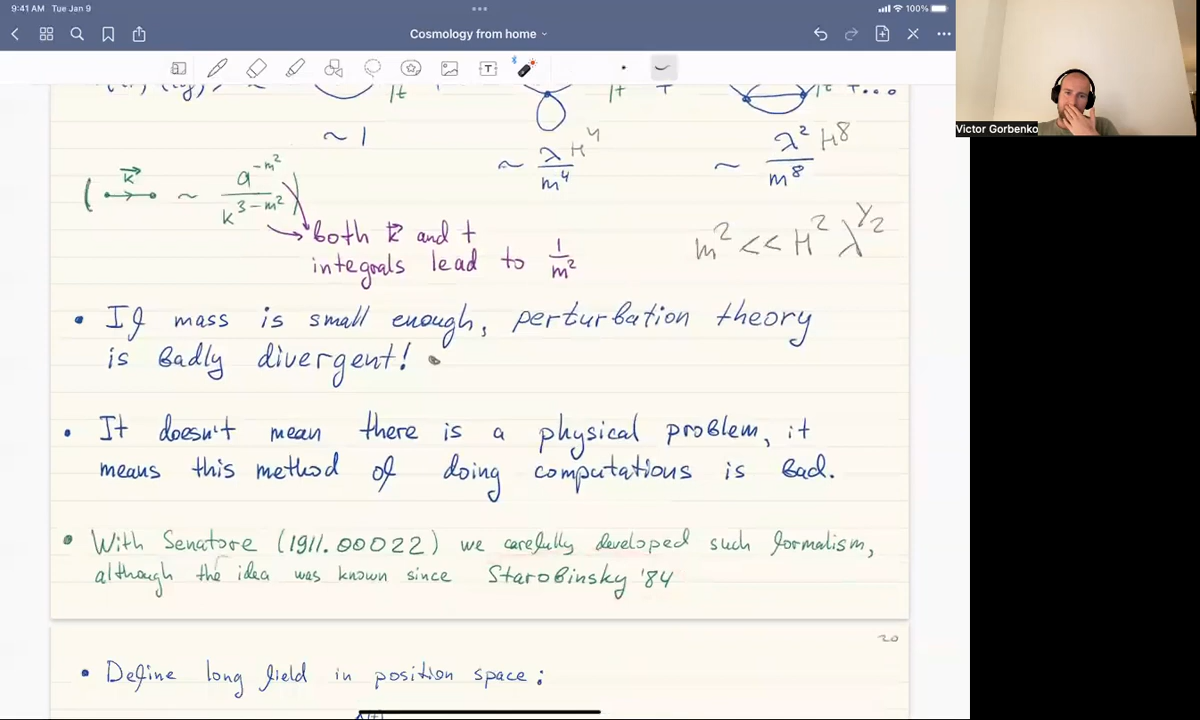 9:41 AM Tue Jan 9
100%
Cosmology from home
Victor Gorbenko
|t
+
|t
+
|t +...
~ 1
~ λ/m⁴ H⁴
~ λ²/m⁸ H⁸
( k ~ a^{-m²}/k^{3-m²} )
both k and t
integrals lead to 1/m²
m² << H² λ^{1/2}
• If mass is small enough, perturbation theory
is badly divergent!
• It doesn't mean there is a physical problem, it
means this method of doing computations is bad.
• With Senatore (1911.00022) we carefully developed such formalism,
although the idea was known since Starobinsky '84
20
• Define long field in position space: